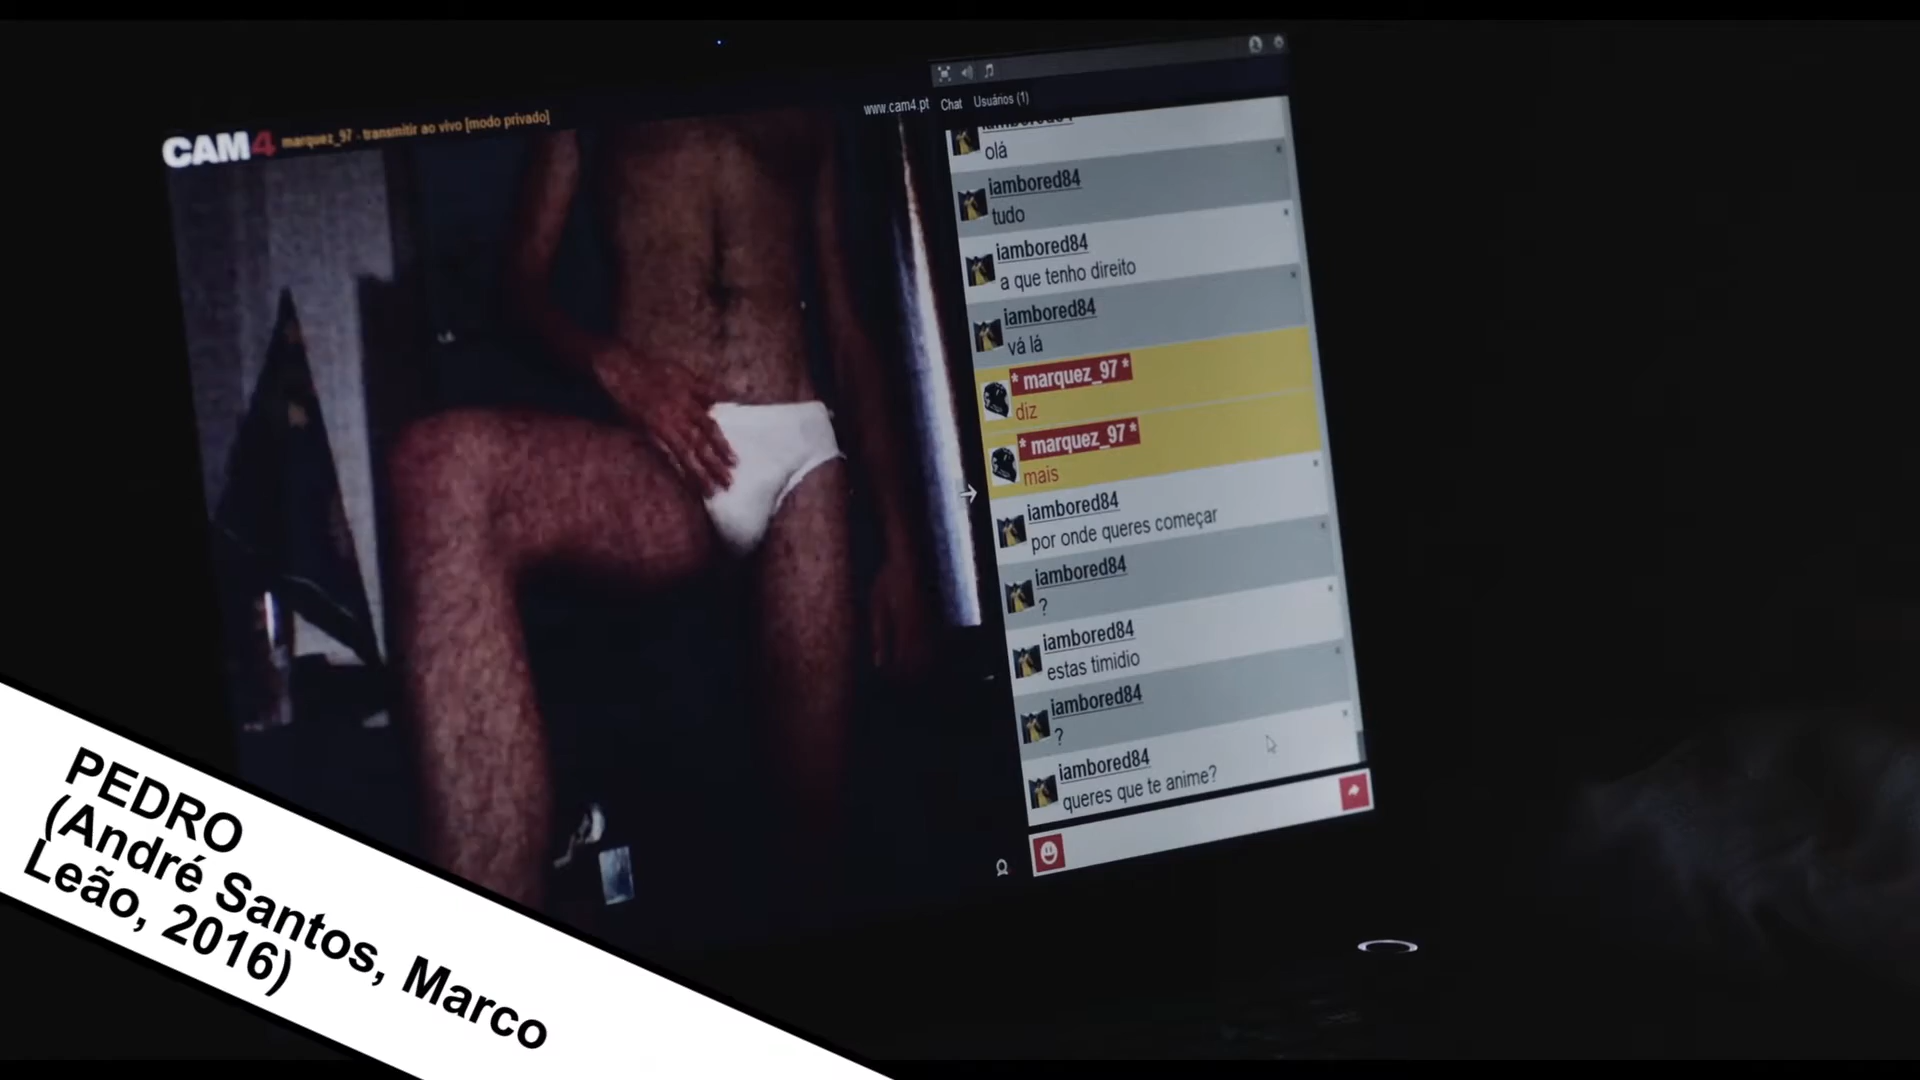 CAM4
marquez_97 - transmitir ao vivo [modo privado]
www.cam4.pt
Chat
Usuários (1)
olá
iambored84
tudo
iambored84
a que tenho direito
iambored84
vá lá
* marquez_97 *
diz
* marquez_97 *
mais
iambored84
por onde queres começar
iambored84
?
iambored84
estas timidio
iambored84
?
iambored84
queres que te anime?
PEDRO
(André Santos, Marco
Leão, 2016)